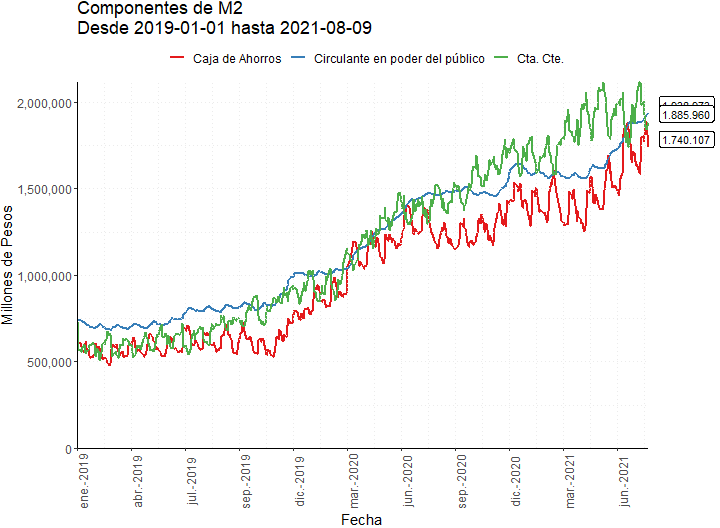 Componentes de M2
Desde 2019-01-01 hasta 2021-08-09
Caja de Ahorros Circulante en poder del público Cta. Cte.
2,000,000
1,500,000
1,000,000
500,000
0
Millones de Pesos
1.885.960
1.740.107
ene.-2019
abr.-2019
jul.-2019
sep.-2019
dic.-2019
mar.-2020
jun.-2020
sep.-2020
dic.-2020
mar.-2021
jun.-2021
Fecha